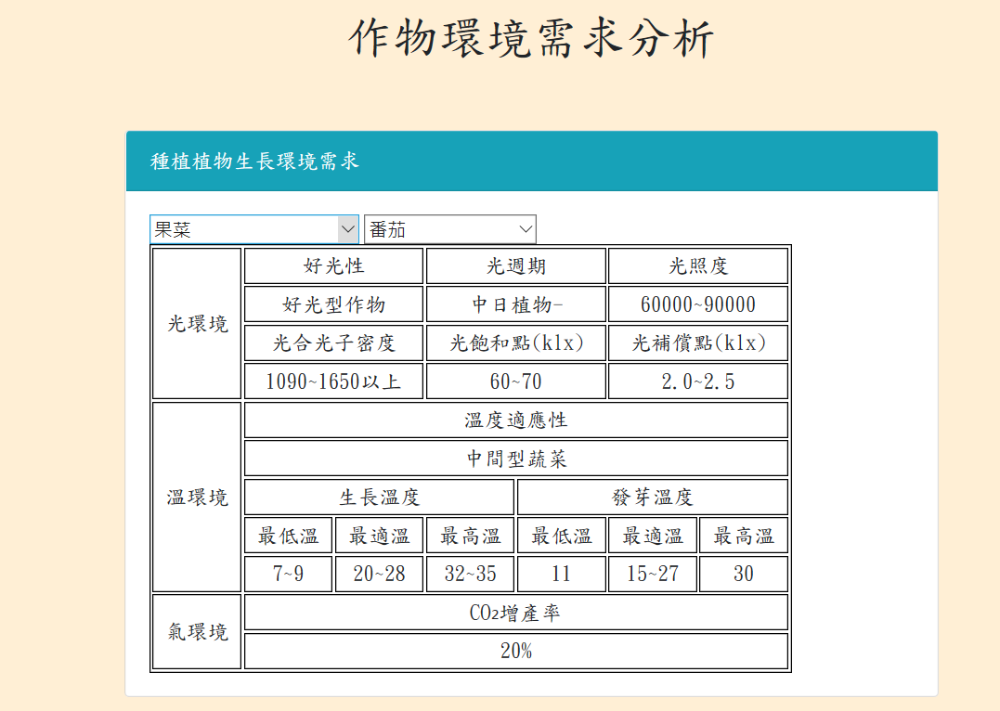 作物環境需求分析
種植植物生長環境需求
果菜 番茄
光環境
好光性 光週期 光照度
好光型作物 中日植物- 60000~90000
光合光子密度 光飽和點(klx) 光補償點(klx)
1090~1650以上 60~70 2.0~2.5
溫環境
溫度適應性
中間型蔬菜
生長溫度 發芽溫度
最低溫 最適溫 最高溫 最低溫 最適溫 最高溫
7~9 20~28 32~35 11 15~27 30
氣環境
CO₂增產率
20%